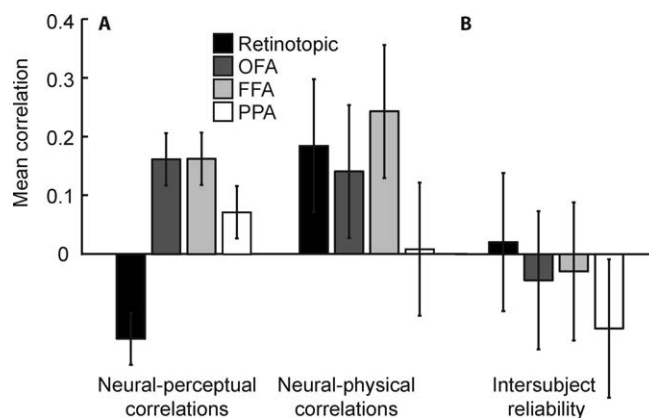 A
B
Retinotopic
OFA
FFA
PPA
Mean correlation
0.4
0.3
0.2
0.1
0
Neural-perceptual
correlations
Neural-physical
correlations
Intersubject
reliability